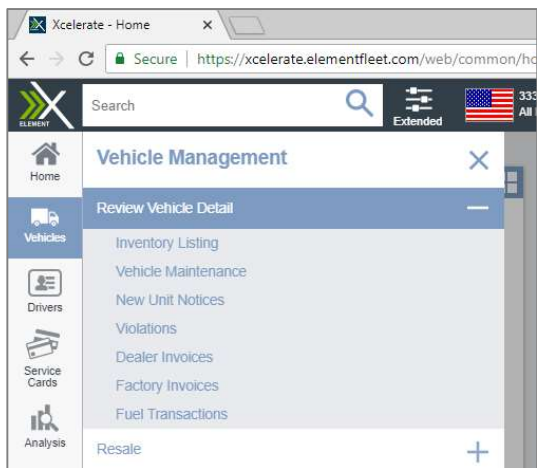 Xcelerate - Home
Secure | https://xcelerate.elementfleet.com/web/common/ho
ELEMENT
Search
Extended
333
All
Home
Vehicle Management
Vehicles
Review Vehicle Detail
Inventory Listing
Vehicle Maintenance
New Unit Notices
Violations
Dealer Invoices
Factory Invoices
Fuel Transactions
Drivers
Service
Cards
Analysis
Resale